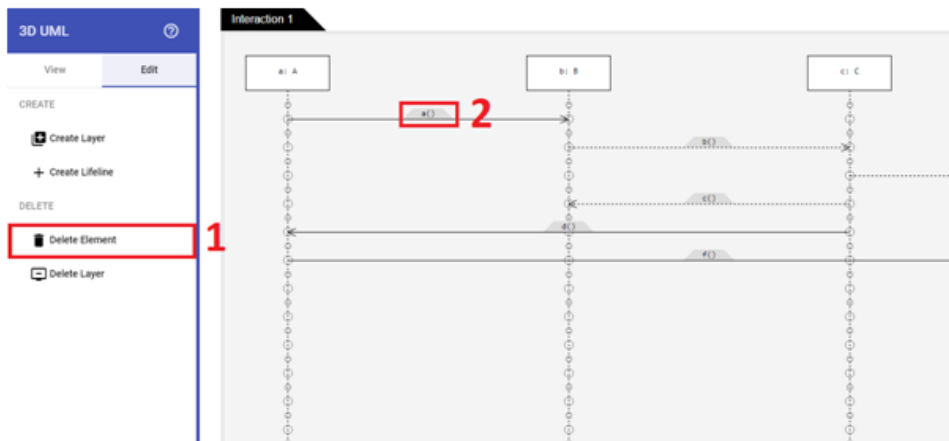 3D UML
View Edit
CREATE
Create Layer
Create Lifeline
DELETE
Delete Element
Delete Layer
1
Interaction 1
a: A b: B c: C
a() 2
b()
c()
d()
f()